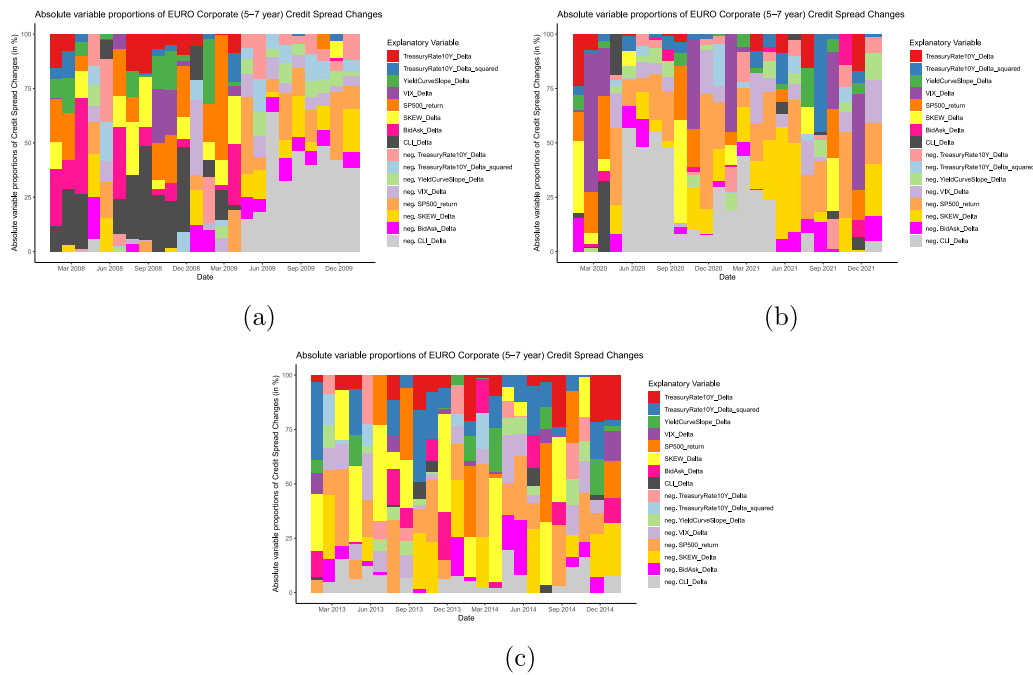 Absolute variable proportions of EURO Corporate (5–7 year) Credit Spread Changes
Absolute variable proportions of Credit Spread Changes (in %)
100
75
50
25
0
Mar 2008
Jun 2008
Sep 2008
Dec 2008
Mar 2009
Jun 2009
Sep 2009
Dec 2009
Date
Explanatory Variable
TreasuryRate10Y_Delta
TreasuryRate10Y_Delta_squared
YieldCurveSlope_Delta
VIX_Delta
SP500_return
SKEW_Delta
BidAsk_Delta
CLI_Delta
neg. TreasuryRate10Y_Delta
neg. TreasuryRate10Y_Delta_squared
neg. YieldCurveSlope_Delta
neg. VIX_Delta
neg. SP500_return
neg. SKEW_Delta
neg. BidAsk_Delta
neg. CLI_Delta
(a)
Absolute variable proportions of EURO Corporate (5–7 year) Credit Spread Changes
Absolute variable proportions of Credit Spread Changes (in %)
100
75
50
25
0
Mar 2020
Jun 2020
Sep 2020
Dec 2020
Mar 2021
Jun 2021
Sep 2021
Dec 2021
Date
Explanatory Variable
TreasuryRate10Y_Delta
TreasuryRate10Y_Delta_squared
YieldCurveSlope_Delta
VIX_Delta
SP500_return
SKEW_Delta
BidAsk_Delta
CLI_Delta
neg. TreasuryRate10Y_Delta
neg. TreasuryRate10Y_Delta_squared
neg. YieldCurveSlope_Delta
neg. VIX_Delta
neg. SP500_return
neg. SKEW_Delta
neg. BidAsk_Delta
neg. CLI_Delta
(b)
Absolute variable proportions of EURO Corporate (5–7 year) Credit Spread Changes
Absolute variable proportions of Credit Spread Changes (in %)
100
75
50
25
0
Mar 2013
Jun 2013
Sep 2013
Dec 2013
Mar 2014
Jun 2014
Sep 2014
Dec 2014
Date
Explanatory Variable
TreasuryRate10Y_Delta
TreasuryRate10Y_Delta_squared
YieldCurveSlope_Delta
VIX_Delta
SP500_return
SKEW_Delta
BidAsk_Delta
CLI_Delta
neg. TreasuryRate10Y_Delta
neg. TreasuryRate10Y_Delta_squared
neg. YieldCurveSlope_Delta
neg. VIX_Delta
neg. SP500_return
neg. SKEW_Delta
neg. BidAsk_Delta
neg. CLI_Delta
(c)